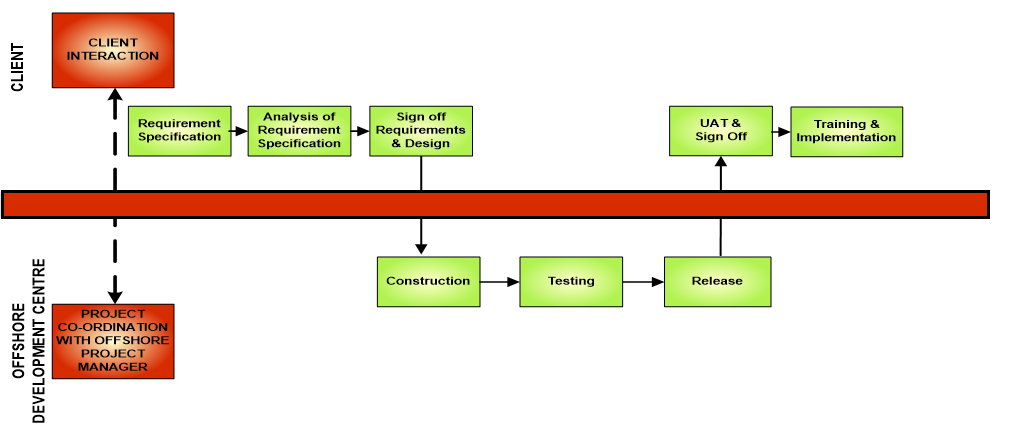 CLIENT
CLIENT
INTERACTION
Requirement
Specification
Analysis of
Requirement
Specification
Sign off
Requirements
& Design
UAT &
Sign Off
Training &
Implementation
OFFSHORE
DEVELOPMENT CENTRE
PROJECT
CO-ORDINATION
WITH OFFSHORE
PROJECT
MANAGER
Construction
Testing
Release